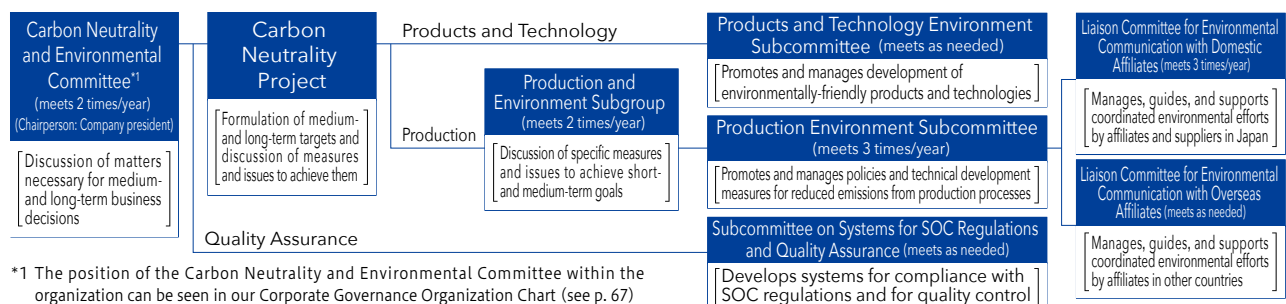 Carbon Neutrality
and Environmental
Committee*1
(meets 2 times/year)
(Chairperson: Company president)
Discussion of matters
necessary for medium-
and long-term business
decisions
Carbon
Neutrality
Project
Formulation of medium-
and long-term targets and
discussion of measures
and issues to achieve them
Products and Technology
Production
Quality Assurance
Production and
Environment Subgroup
(meets 2 times/year)
Discussion of specific measures
and issues to achieve short-
and medium-term goals
Products and Technology Environment
Subcommittee (meets as needed)
Promotes and manages development of
environmentally-friendly products and technologies
Production Environment Subcommittee
(meets 3 times/year)
Promotes and manages policies and technical development
measures for reduced emissions from production processes
Subcommittee on Systems for SOC Regulations
and Quality Assurance (meets as needed)
Develops systems for compliance with
SOC regulations and for quality control
Liaison Committee for Environmental
Communication with Domestic
Affiliates (meets 3 times/year)
Manages, guides, and supports
coordinated environmental efforts
by affiliates and suppliers in Japan
Liaison Committee for Environmental
Communication with Overseas
Affiliates (meets as needed)
Manages, guides, and supports
coordinated environmental efforts
by affiliates in other countries
*1 The position of the Carbon Neutrality and Environmental Committee within the
organization can be seen in our Corporate Governance Organization Chart (see p. 67)